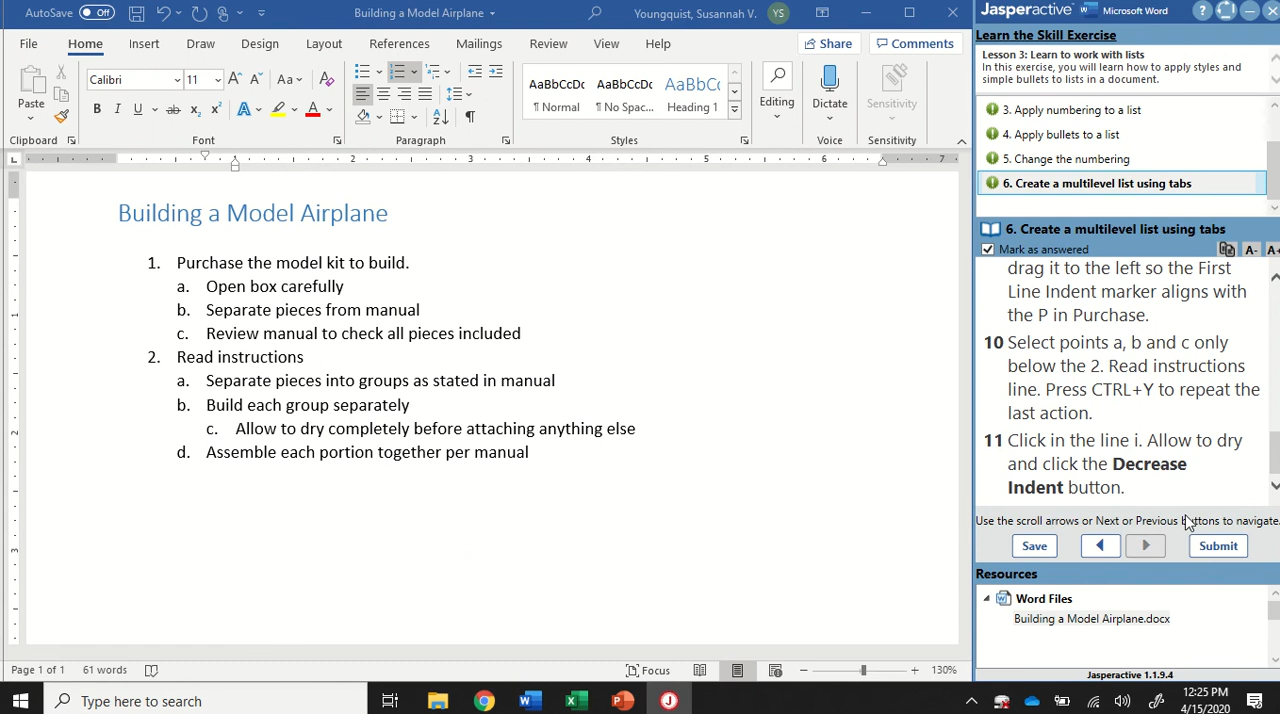 AutoSave Off Building a Model Airplane Youngquist, Susannah V. YS
File Home Insert Draw Design Layout References Mailings Review View Help Share Comments
Paste
Calibri 11 A A Aa A
B I U ab x₂ x² A A
AaBbCcDc AaBbCcDc AaBbCc
¶ Normal ¶ No Spac... Heading 1
Editing Dictate Sensitivity
Clipboard Font Paragraph Styles Voice Sensitivity
1 2 3 4 5 6 7
Building a Model Airplane
1. Purchase the model kit to build.
a. Open box carefully
b. Separate pieces from manual
c. Review manual to check all pieces included
2. Read instructions
a. Separate pieces into groups as stated in manual
b. Build each group separately
c. Allow to dry completely before attaching anything else
d. Assemble each portion together per manual
Page 1 of 1 61 words Focus 130%
Jasperactive Microsoft Word
Learn the Skill Exercise
Lesson 3: Learn to work with lists
In this exercise, you will learn how to apply styles and
simple bullets to lists in a document.
3. Apply numbering to a list
4. Apply bullets to a list
5. Change the numbering
6. Create a multilevel list using tabs
6. Create a multilevel list using tabs
Mark as answered A- A+
drag it to the left so the First
Line Indent marker aligns with
the P in Purchase.
10 Select points a, b and c only
below the 2. Read instructions
line. Press CTRL+Y to repeat the
last action.
11 Click in the line i. Allow to dry
and click the Decrease
Indent button.
Use the scroll arrows or Next or Previous buttons to navigate.
Save Submit
Resources
Word Files
Building a Model Airplane.docx
Jasperactive 1.1.9.4
Type here to search
12:25 PM
4/15/2020